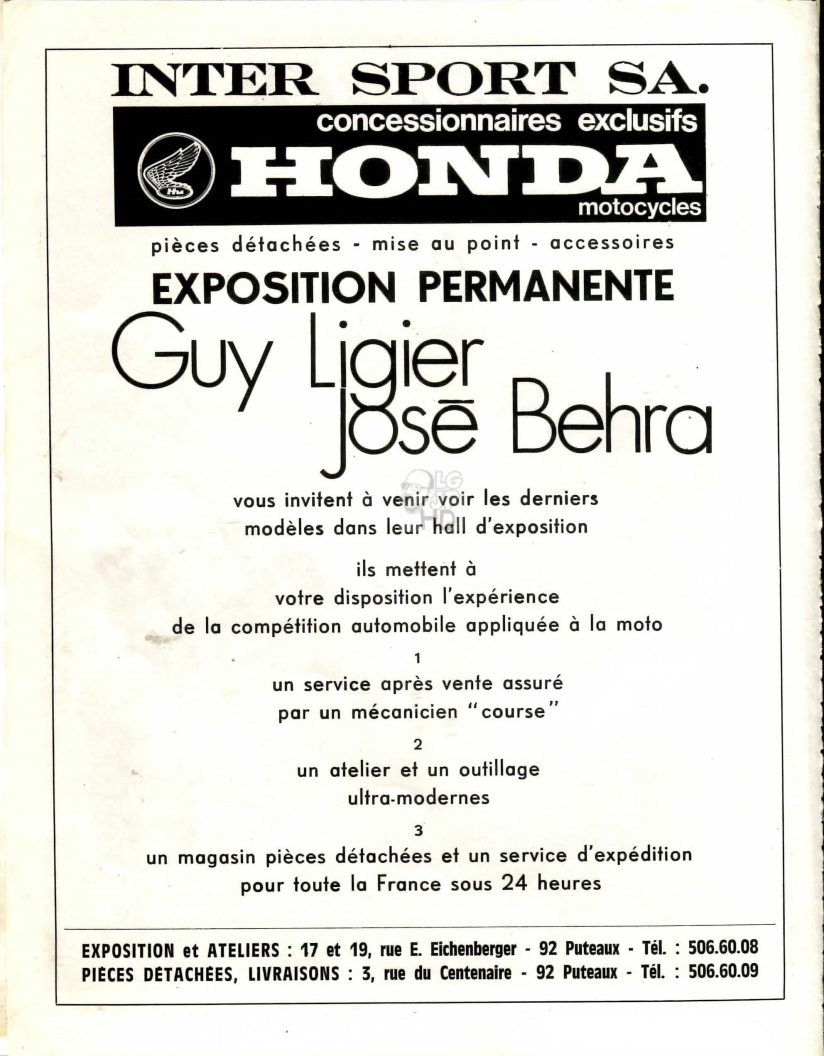 INTER SPORT SA.
concessionnaires exclusifs
HM
HONDA
motocycles
pièces détachées - mise au point - accessoires
EXPOSITION PERMANENTE
Guy Ligier
José Behra
LG
HD
vous invitent à venir voir les derniers
modèles dans leur hall d'exposition
ils mettent à
votre disposition l'expérience
de la compétition automobile appliquée à la moto
1
un service après vente assuré
par un mécanicien "course"
2
un atelier et un outillage
ultra-modernes
3
un magasin pièces détachées et un service d'expédition
pour toute la France sous 24 heures
EXPOSITION et ATELIERS : 17 et 19, rue E. Eichenberger - 92 Puteaux - Tél. : 506.60.08
PIÈCES DÉTACHÉES, LIVRAISONS : 3, rue du Centenaire - 92 Puteaux - Tél. : 506.60.09